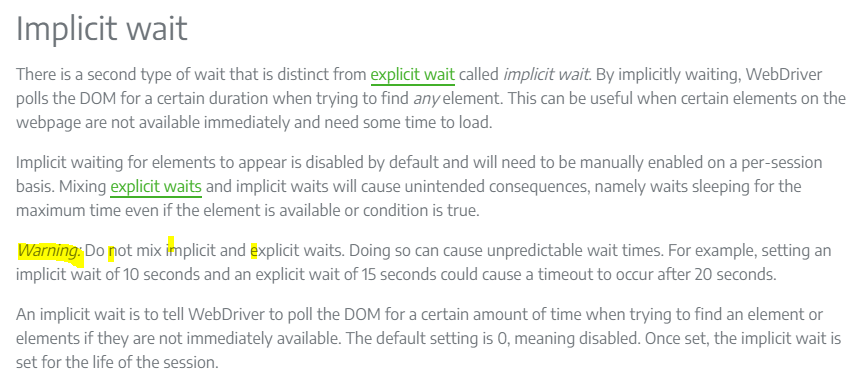 Implicit wait
There is a second type of wait that is distinct from explicit wait called implicit wait. By implicitly waiting, WebDriver
polls the DOM for a certain duration when trying to find any element. This can be useful when certain elements on the
webpage are not available immediately and need some time to load.
Implicit waiting for elements to appear is disabled by default and will need to be manually enabled on a per-session
basis. Mixing explicit waits and implicit waits will cause unintended consequences, namely waits sleeping for the
maximum time even if the element is available or condition is true.
Warning: Do not mix implicit and explicit waits. Doing so can cause unpredictable wait times. For example, setting an
implicit wait of 10 seconds and an explicit wait of 15 seconds could cause a timeout to occur after 20 seconds.
An implicit wait is to tell WebDriver to poll the DOM for a certain amount of time when trying to find an element or
elements if they are not immediately available. The default setting is 0, meaning disabled. Once set, the implicit wait is
set for the life of the session.